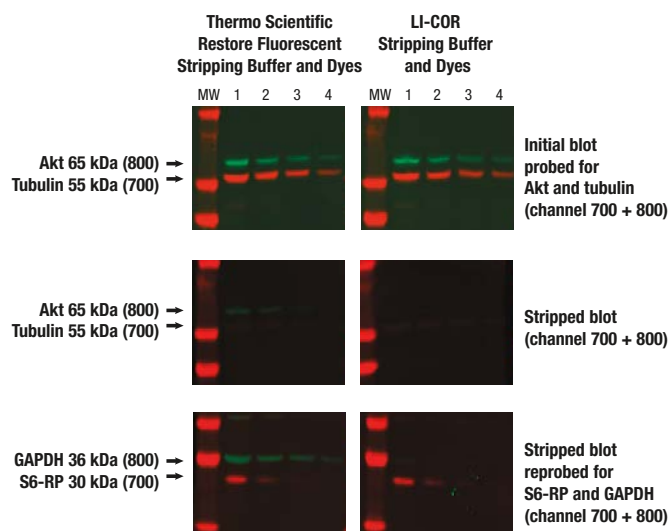 Thermo Scientific
Restore Fluorescent
Stripping Buffer and Dyes
LI-COR
Stripping Buffer
and Dyes
MW 1 2 3 4
MW 1 2 3 4
Akt 65 kDa (800)
Tubulin 55 kDa (700)
Initial blot
probed for
Akt and tubulin
(channel 700 + 800)
Akt 65 kDa (800)
Tubulin 55 kDa (700)
Stripped blot
(channel 700 + 800)
GAPDH 36 kDa (800)
S6-RP 30 kDa (700)
Stripped blot
reprobed for
S6-RP and GAPDH
(channel 700 + 800)